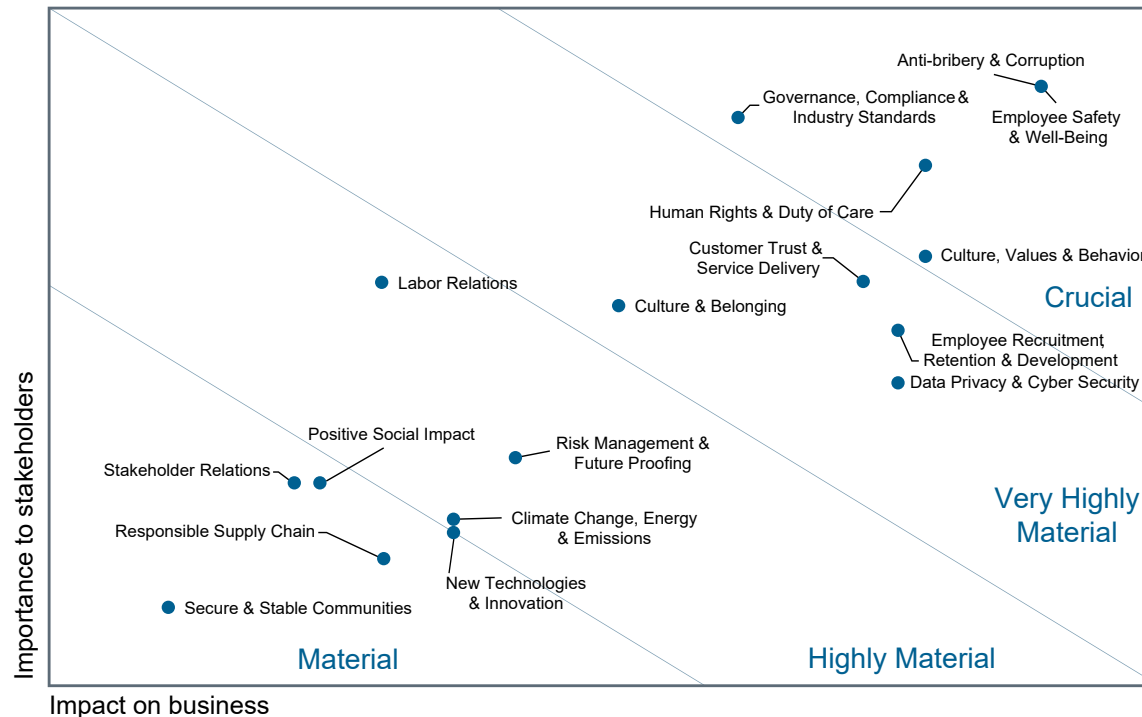 Anti-bribery & Corruption
Governance, Compliance &
Industry Standards
Employee Safety
& Well-Being
Human Rights & Duty of Care
Customer Trust &
Service Delivery
Culture, Values & Behavior
Crucial
Labor Relations
Culture & Belonging
Employee Recruitment,
Retention & Development
Data Privacy & Cyber Security
Positive Social Impact
Stakeholder Relations
Risk Management &
Future Proofing
Very Highly
Material
Responsible Supply Chain
Climate Change, Energy
& Emissions
New Technologies
& Innovation
Secure & Stable Communities
Material
Highly Material
Importance to stakeholders
Impact on business